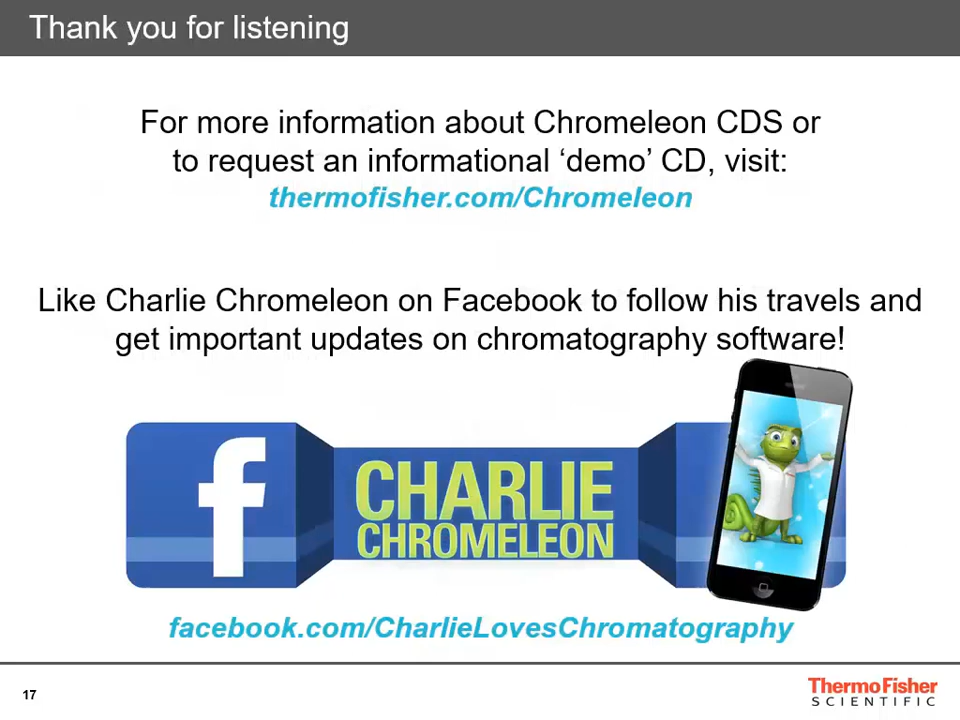 Thank you for listening
For more information about Chromeleon CDS or
to request an informational ‘demo’ CD, visit:
thermofisher.com/Chromeleon
Like Charlie Chromeleon on Facebook to follow his travels and
get important updates on chromatography software!
f
CHARLIE
CHROMELEON
facebook.com/CharlieLovesChromatography
17
ThermoFisher
SCIENTIFIC